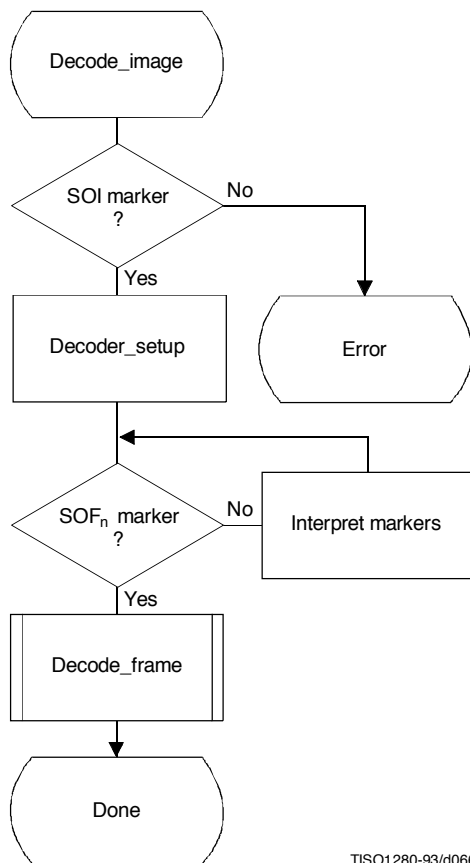 Decode_image
SOI marker
?
No
Yes
Decoder_setup
Error
SOFn marker
?
No
Interpret markers
Yes
Decode_frame
Done